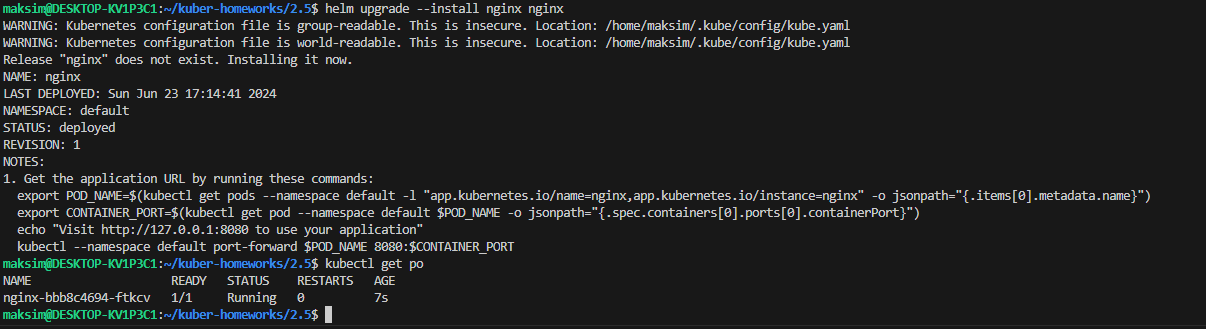 maksim@DESKTOP-KV1P3C1:~/kuber-homeworks/2.5$ helm upgrade --install nginx nginx
WARNING: Kubernetes configuration file is group-readable. This is insecure. Location: /home/maksim/.kube/config/kube.yaml
WARNING: Kubernetes configuration file is world-readable. This is insecure. Location: /home/maksim/.kube/config/kube.yaml
Release "nginx" does not exist. Installing it now.
NAME: nginx
LAST DEPLOYED: Sun Jun 23 17:14:41 2024
NAMESPACE: default
STATUS: deployed
REVISION: 1
NOTES:
1. Get the application URL by running these commands:
  export POD_NAME=$(kubectl get pods --namespace default -l "app.kubernetes.io/name=nginx,app.kubernetes.io/instance=nginx" -o jsonpath="{.items[0].metadata.name}")
  export CONTAINER_PORT=$(kubectl get pod --namespace default $POD_NAME -o jsonpath="{.spec.containers[0].ports[0].containerPort}")
  echo "Visit http://127.0.0.1:8080 to use your application"
  kubectl --namespace default port-forward $POD_NAME 8080:$CONTAINER_PORT
maksim@DESKTOP-KV1P3C1:~/kuber-homeworks/2.5$ kubectl get po
NAME                    READY   STATUS    RESTARTS   AGE
nginx-bbb8c4694-ftkcv   1/1     Running   0          7s
maksim@DESKTOP-KV1P3C1:~/kuber-homeworks/2.5$